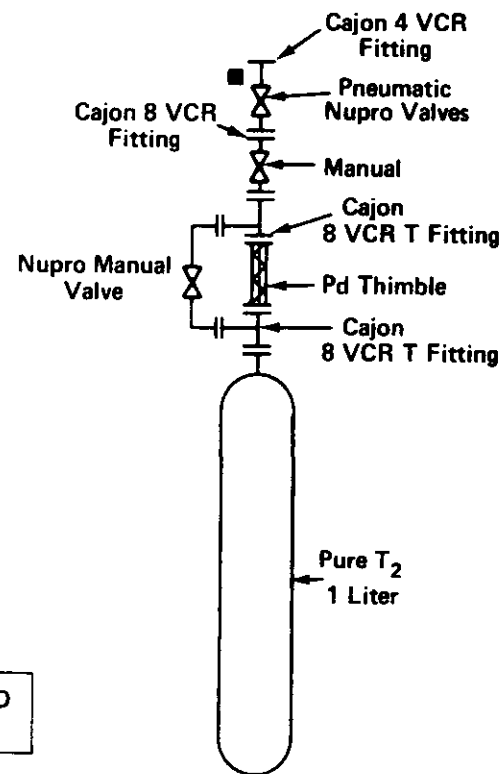 Cajon 4 VCR
Fitting
Pneumatic
Nupro Valves
Cajon 8 VCR
Fitting
Manual
Cajon
8 VCR T Fitting
Nupro Manual
Valve
Pd Thimble
Cajon
8 VCR T Fitting
Pure T2
1 Liter